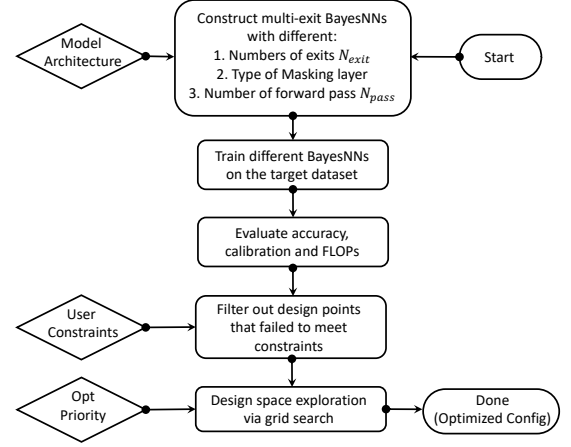 Construct multi-exit BayesNNs
with different:
1. Numbers of exits N_exit
2. Type of Masking layer
3. Number of forward pass N_pass
Model
Architecture
Start
Train different BayesNNs
on the target dataset
Evaluate accuracy,
calibration and FLOPs
User
Constraints
Filter out design points
that failed to meet
constraints
Opt
Priority
Design space exploration
via grid search
Done
(Optimized Config)